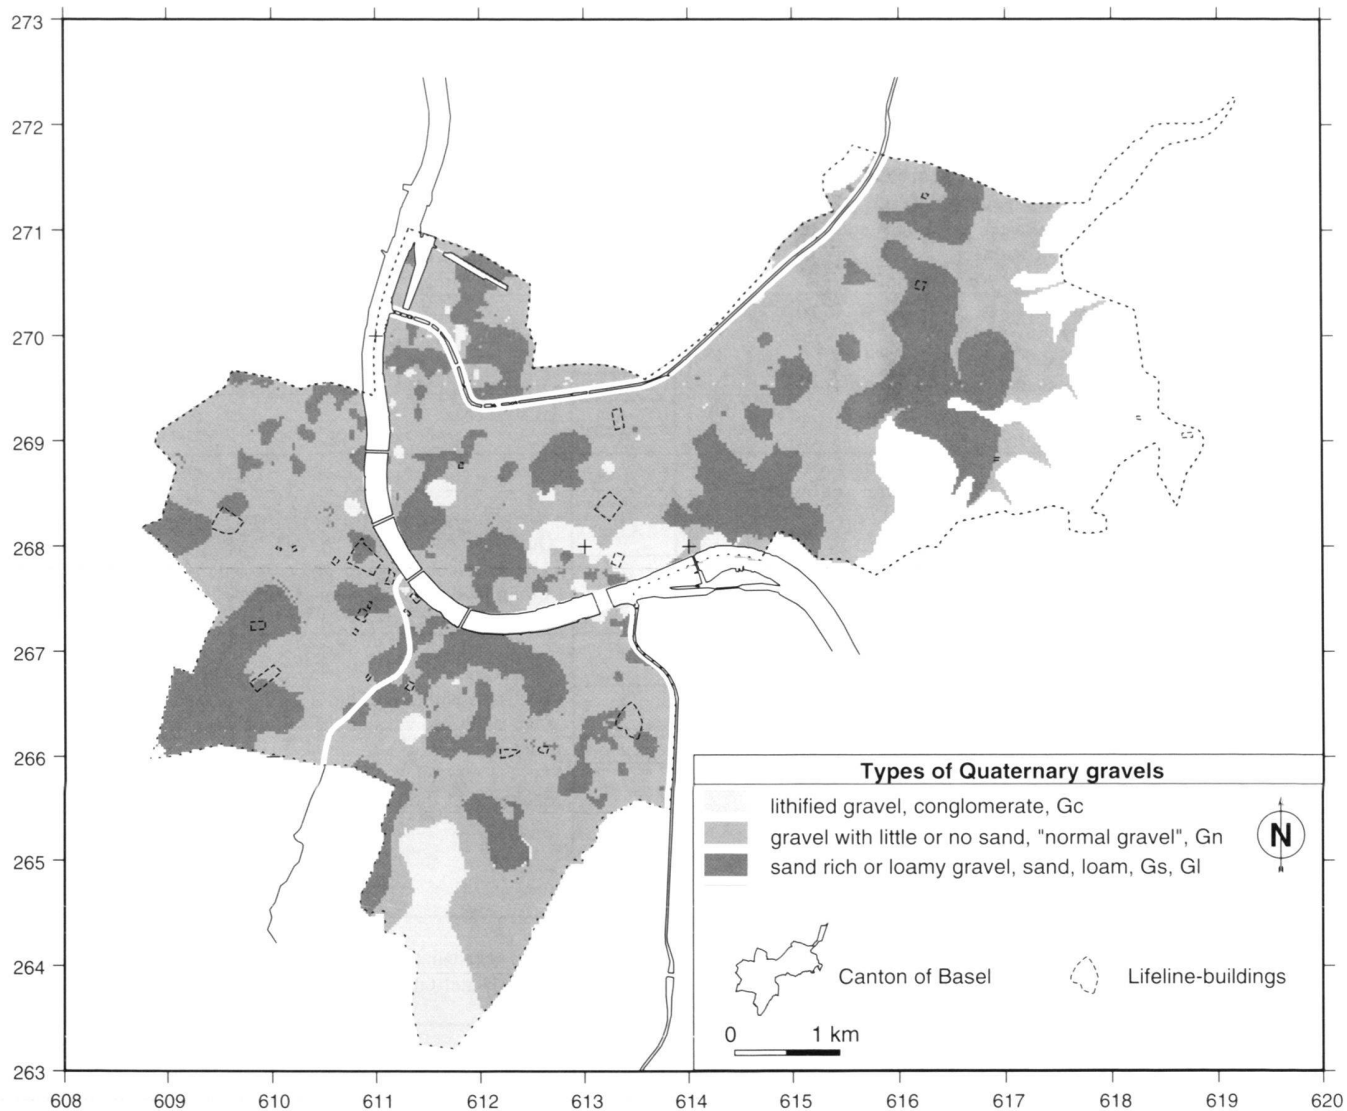 273
272
271
270
269
268
267
266
265
264
263
Types of Quaternary gravels
lithified gravel, conglomerate, Gc
gravel with little or no sand, "normal gravel", Gn
sand rich or loamy gravel, sand, loam, Gs, Gl
N
Canton of Basel
Lifeline-buildings
0 1 km
608 609 610 611 612 613 614 615 616 617 618 619 620